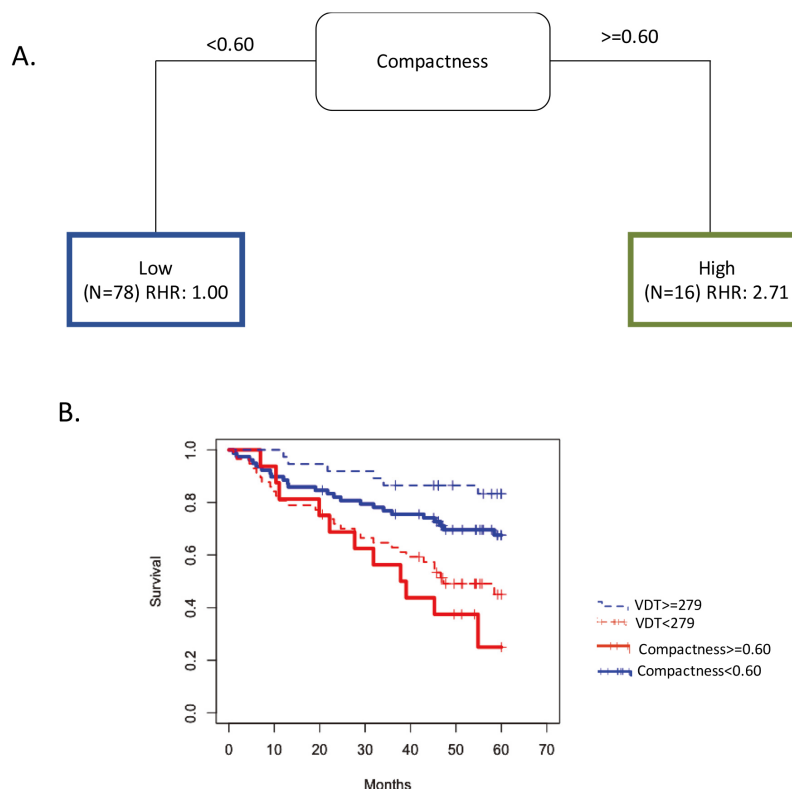 A.
<0.60
Compactness
>=0.60
Low
(N=78) RHR: 1.00
High
(N=16) RHR: 2.71
B.
Survival
1.0
0.8
0.6
0.4
0.2
0.0
0 10 20 30 40 50 60 70
Months
VDT>=279
VDT<279
Compactness>=0.60
Compactness<0.60